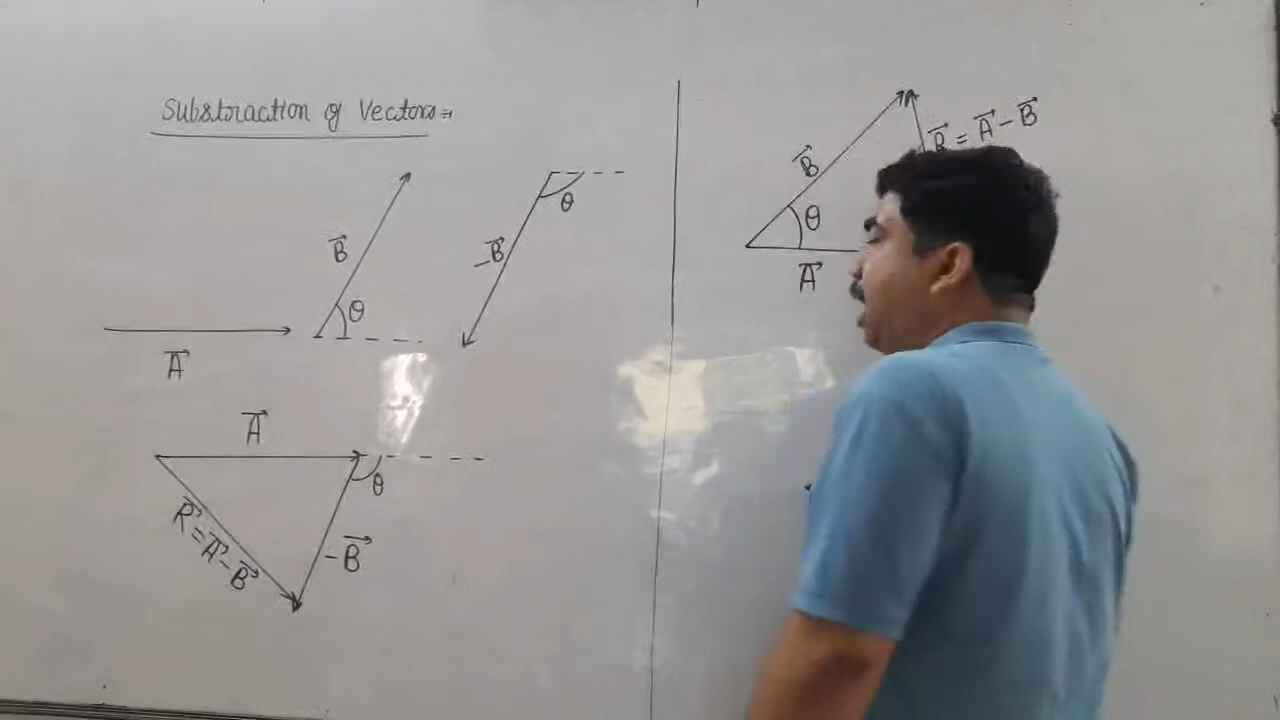 Substraction of Vectors:-
B⃗
θ
-B⃗
θ
A⃗
A⃗
θ
R⃗ = A⃗ - B⃗
-B⃗
B⃗
R⃗ = A⃗ - B⃗
θ
A⃗